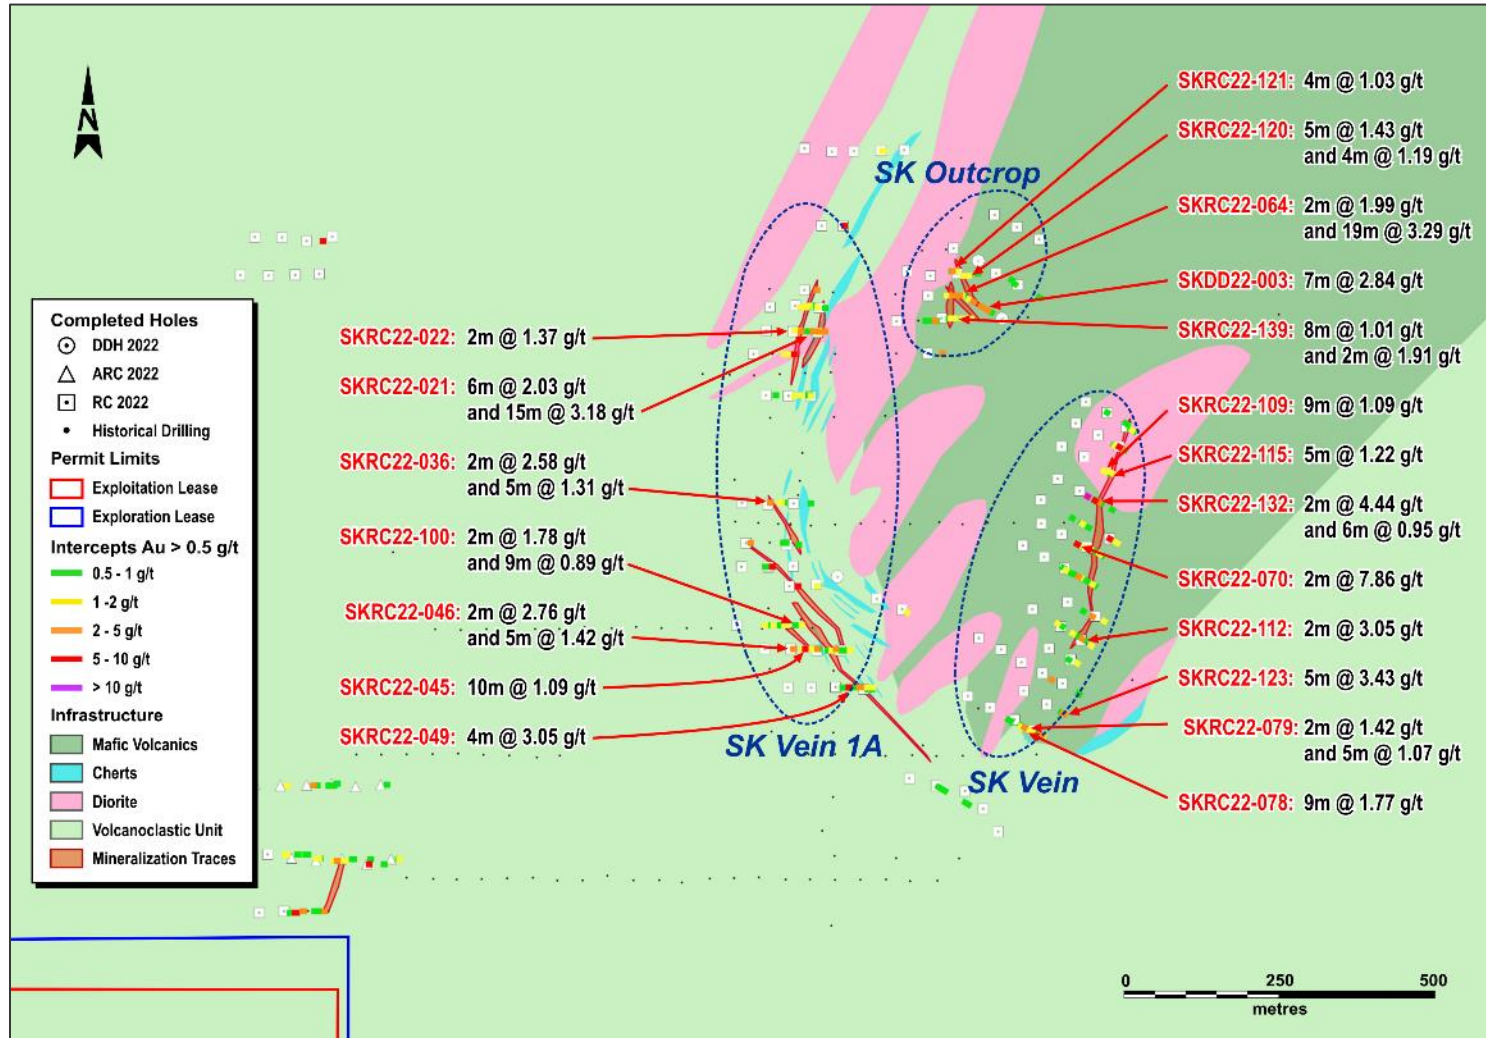 N
SK Outcrop
SK Vein 1A
SK Vein
SKRC22-121: 4m @ 1.03 g/t
SKRC22-120: 5m @ 1.43 g/t
and 4m @ 1.19 g/t
SKRC22-064: 2m @ 1.99 g/t
and 19m @ 3.29 g/t
SKDD22-003: 7m @ 2.84 g/t
SKRC22-139: 8m @ 1.01 g/t
and 2m @ 1.91 g/t
SKRC22-109: 9m @ 1.09 g/t
SKRC22-115: 5m @ 1.22 g/t
SKRC22-132: 2m @ 4.44 g/t
and 6m @ 0.95 g/t
SKRC22-070: 2m @ 7.86 g/t
SKRC22-112: 2m @ 3.05 g/t
SKRC22-123: 5m @ 3.43 g/t
SKRC22-079: 2m @ 1.42 g/t
and 5m @ 1.07 g/t
SKRC22-078: 9m @ 1.77 g/t
SKRC22-022: 2m @ 1.37 g/t
SKRC22-021: 6m @ 2.03 g/t
and 15m @ 3.18 g/t
SKRC22-036: 2m @ 2.58 g/t
and 5m @ 1.31 g/t
SKRC22-100: 2m @ 1.78 g/t
and 9m @ 0.89 g/t
SKRC22-046: 2m @ 2.76 g/t
and 5m @ 1.42 g/t
SKRC22-045: 10m @ 1.09 g/t
SKRC22-049: 4m @ 3.05 g/t
Completed Holes
DDH 2022
ARC 2022
RC 2022
Historical Drilling
Permit Limits
Exploitation Lease
Exploration Lease
Intercepts Au > 0.5 g/t
0.5 - 1 g/t
1 -2 g/t
2 - 5 g/t
5 - 10 g/t
> 10 g/t
Infrastructure
Mafic Volcanics
Cherts
Diorite
Volcanoclastic Unit
Mineralization Traces
0 250 500
metres